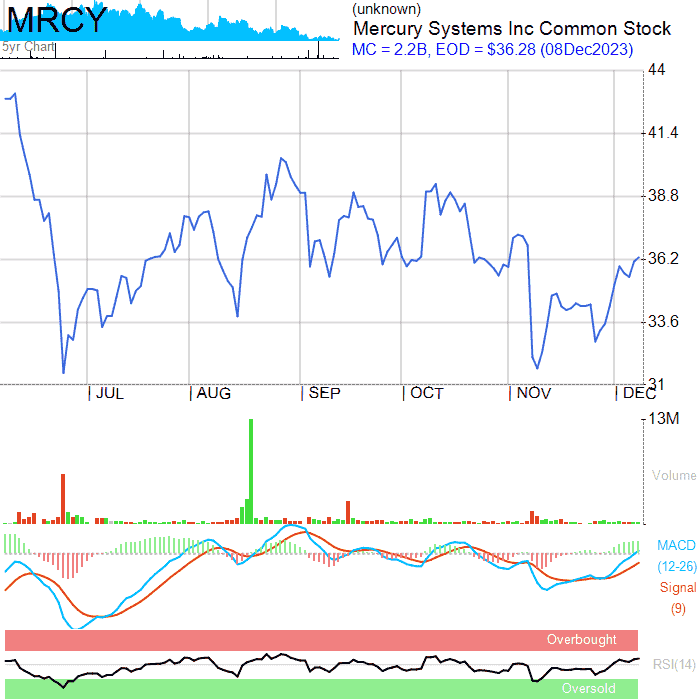 MRCY
5yr Chart
(unknown)
Mercury Systems Inc Common Stock
MC = 2.2B, EOD = $36.28 (08Dec2023)
44
41.4
38.8
36.2
33.6
31
JUL AUG SEP OCT NOV DEC
13M
Volume
MACD
(12-26)
Signal
(9)
Overbought
RSI(14)
Oversold